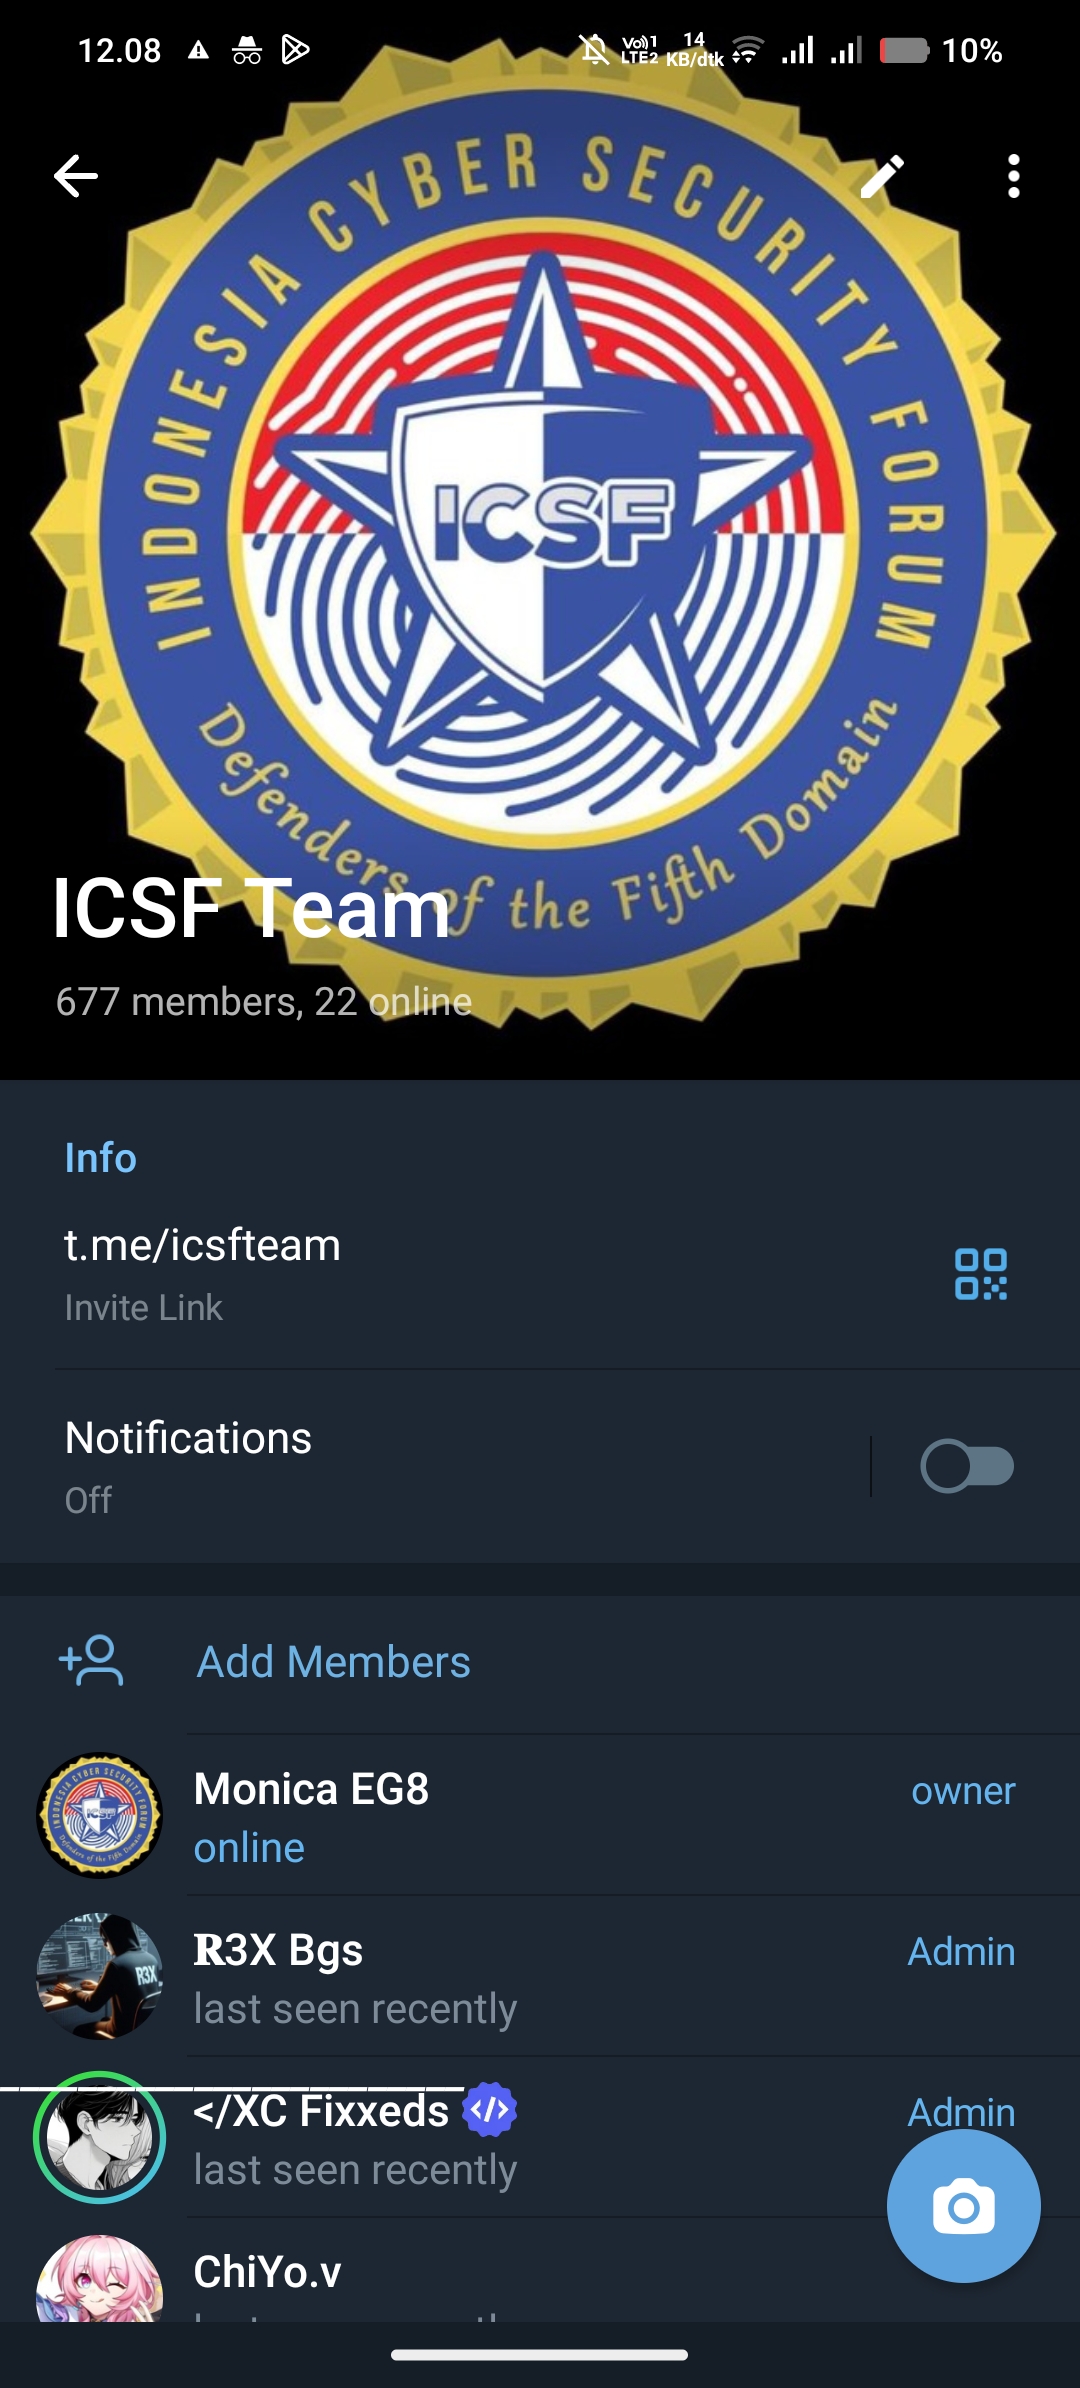 12.08
Vo)) 1
LTE2
14
KB/dtk
10%
INDONESIA CYBER SECURITY FORUM
ICSF
Defenders of the Fifth Domain
ICSF Team
677 members, 22 online
Info
t.me/icsfteam
Invite Link
Notifications
Off
Add Members
Monica EG8
owner
online
𝐑3X Bgs
Admin
last seen recently
R3X
</XC Fixxeds
</>
Admin
last seen recently
ChiYo.v